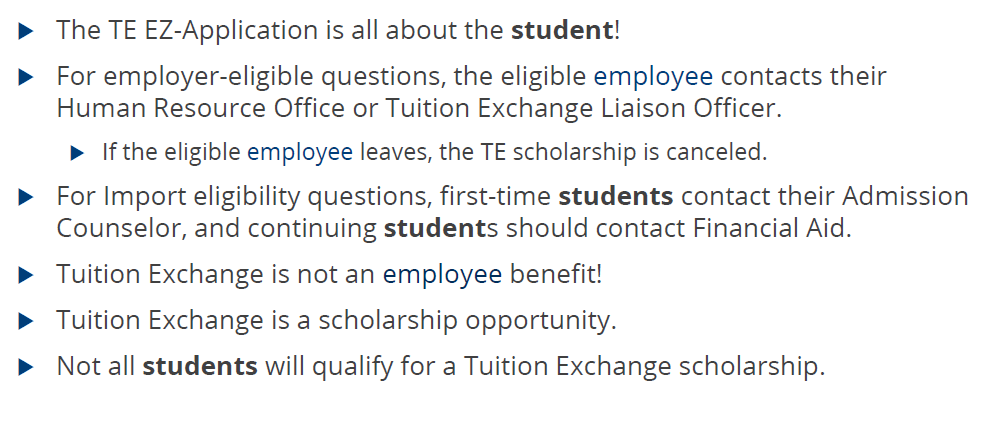 The TE EZ-Application is all about the student!
For employer-eligible questions, the eligible employee contacts their
Human Resource Office or Tuition Exchange Liaison Officer.
If the eligible employee leaves, the TE scholarship is canceled.
For Import eligibility questions, first-time students contact their Admission
Counselor, and continuing students should contact Financial Aid.
Tuition Exchange is not an employee benefit!
Tuition Exchange is a scholarship opportunity.
Not all students will qualify for a Tuition Exchange scholarship.